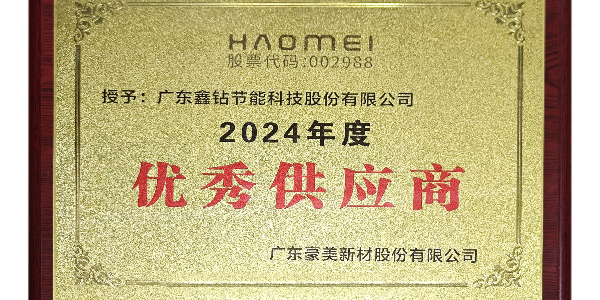 HAOMEI
股票代码:002988
授予：广东鑫钻节能科技股份有限公司
2024年度
优秀供应商
广东豪美新材股份有限公司